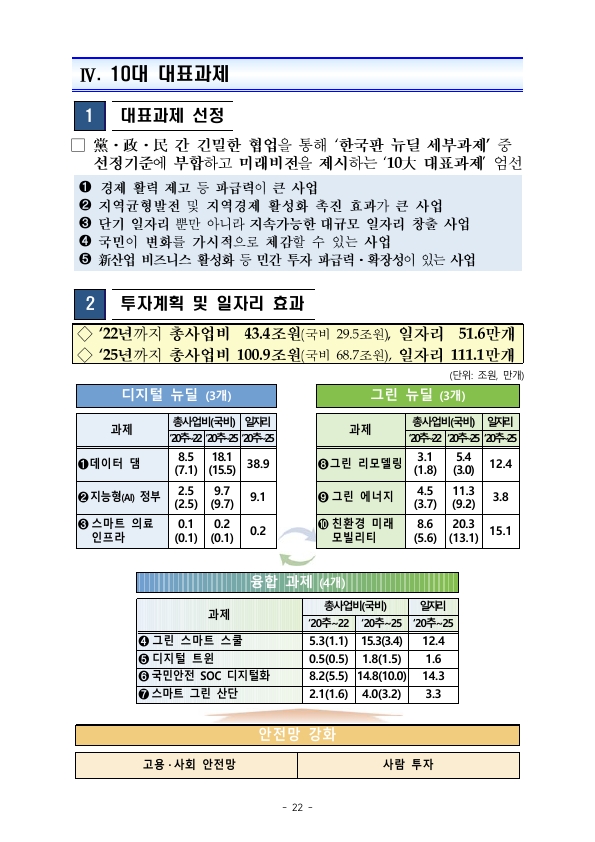 Ⅳ. 10대 대표과제
1 대표과제 선정
□ 黨·政·民 간 긴밀한 협업을 통해 ‘한국판 뉴딜 세부과제’ 중
선정기준에 부합하고 미래비전을 제시하는 ‘10大 대표과제’ 엄선
❶ 경제 활력 제고 등 파급력이 큰 사업
❷ 지역균형발전 및 지역경제 활성화 촉진 효과가 큰 사업
❸ 단기 일자리 뿐만 아니라 지속가능한 대규모 일자리 창출 사업
❹ 국민이 변화를 가시적으로 체감할 수 있는 사업
❺ 新산업 비즈니스 활성화 등 민간 투자 파급력·확장성이 있는 사업
2 투자계획 및 일자리 효과
◇ ‘22년까지 총사업비 43.4조원(국비 29.5조원), 일자리 51.6만개
◇ ‘25년까지 총사업비 100.9조원(국비 68.7조원), 일자리 111.1만개
(단위: 조원, 만개)
디지털 뉴딜 (3개)
과제 총사업비(국비) 일자리
‘20추~22 ‘20추~25 ‘20추~25
❶데이터 댐 8.5 18.1 38.9
(7.1) (15.5)
❷지능형(AI) 정부 2.5 9.7 9.1
(2.5) (9.7)
❸스마트 의료 0.1 0.2 0.2
인프라 (0.1) (0.1)
그린 뉴딜 (3개)
과제 총사업비(국비) 일자리
‘20추~22 ‘20추~25 ‘20추~25
❽그린 리모델링 3.1 5.4 12.4
(1.8) (3.0)
❾그린 에너지 4.5 11.3 3.8
(3.7) (9.2)
❿친환경 미래 8.6 20.3 15.1
모빌리티 (5.6) (13.1)
융합 과제 (4개)
과제 총사업비(국비) 일자리
‘20추~22 ‘20추~25 ‘20추~25
❹그린 스마트 스쿨 5.3(1.1) 15.3(3.4) 12.4
❺디지털 트윈 0.5(0.5) 1.8(1.5) 1.6
❻국민안전 SOC 디지털화 8.2(5.5) 14.8(10.0) 14.3
❼스마트 그린 산단 2.1(1.6) 4.0(3.2) 3.3
안전망 강화
고용·사회 안전망 사람 투자
- 22 -